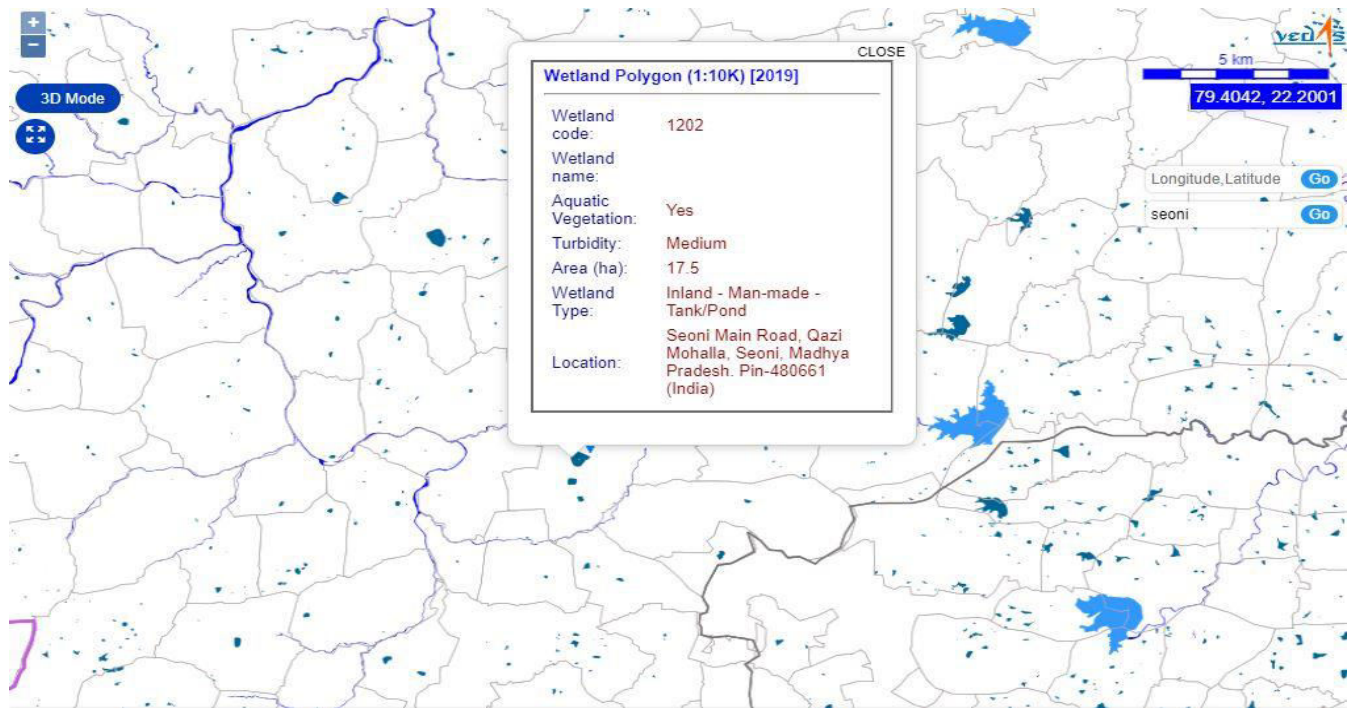 +
−
3D Mode
CLOSE
Wetland Polygon (1:10K) [2019]
Wetland
code:
1202
Wetland
name:
Aquatic
Vegetation:
Yes
Turbidity:
Medium
Area (ha):
17.5
Wetland
Type:
Inland - Man-made -
Tank/Pond
Location:
Seoni Main Road, Qazi
Mohalla, Seoni, Madhya
Pradesh. Pin-480661
(India)
VEDAS
5 km
79.4042, 22.2001
Longitude,Latitude
Go
seoni
Go